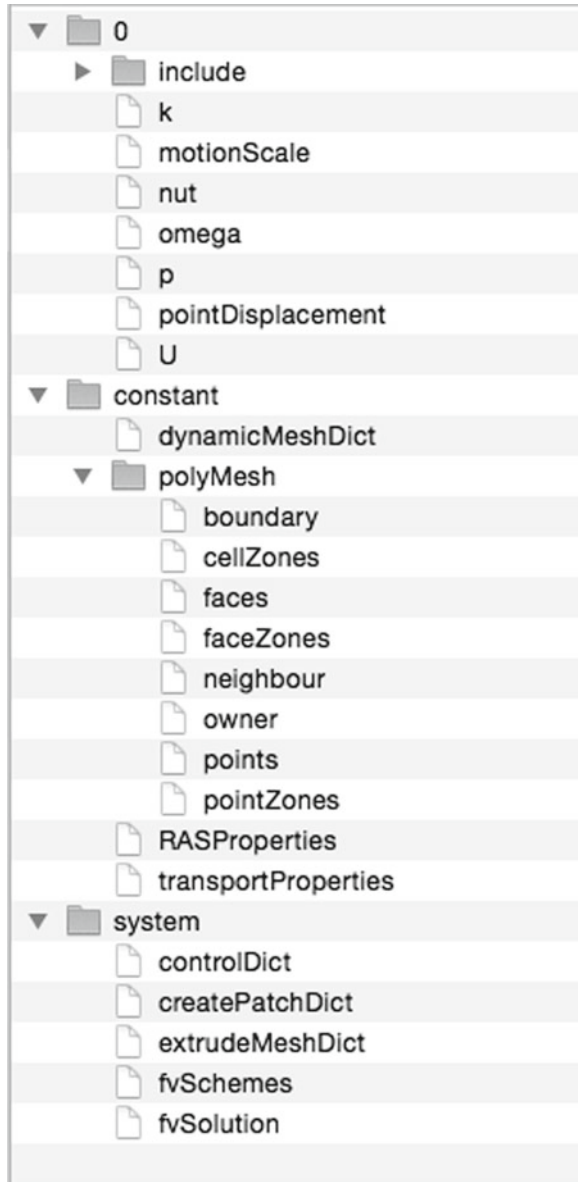 0
include
k
motionScale
nut
omega
p
pointDisplacement
U
constant
dynamicMeshDict
polyMesh
boundary
cellZones
faces
faceZones
neighbour
owner
points
pointZones
RASProperties
transportProperties
system
controlDict
createPatchDict
extrudeMeshDict
fvSchemes
fvSolution